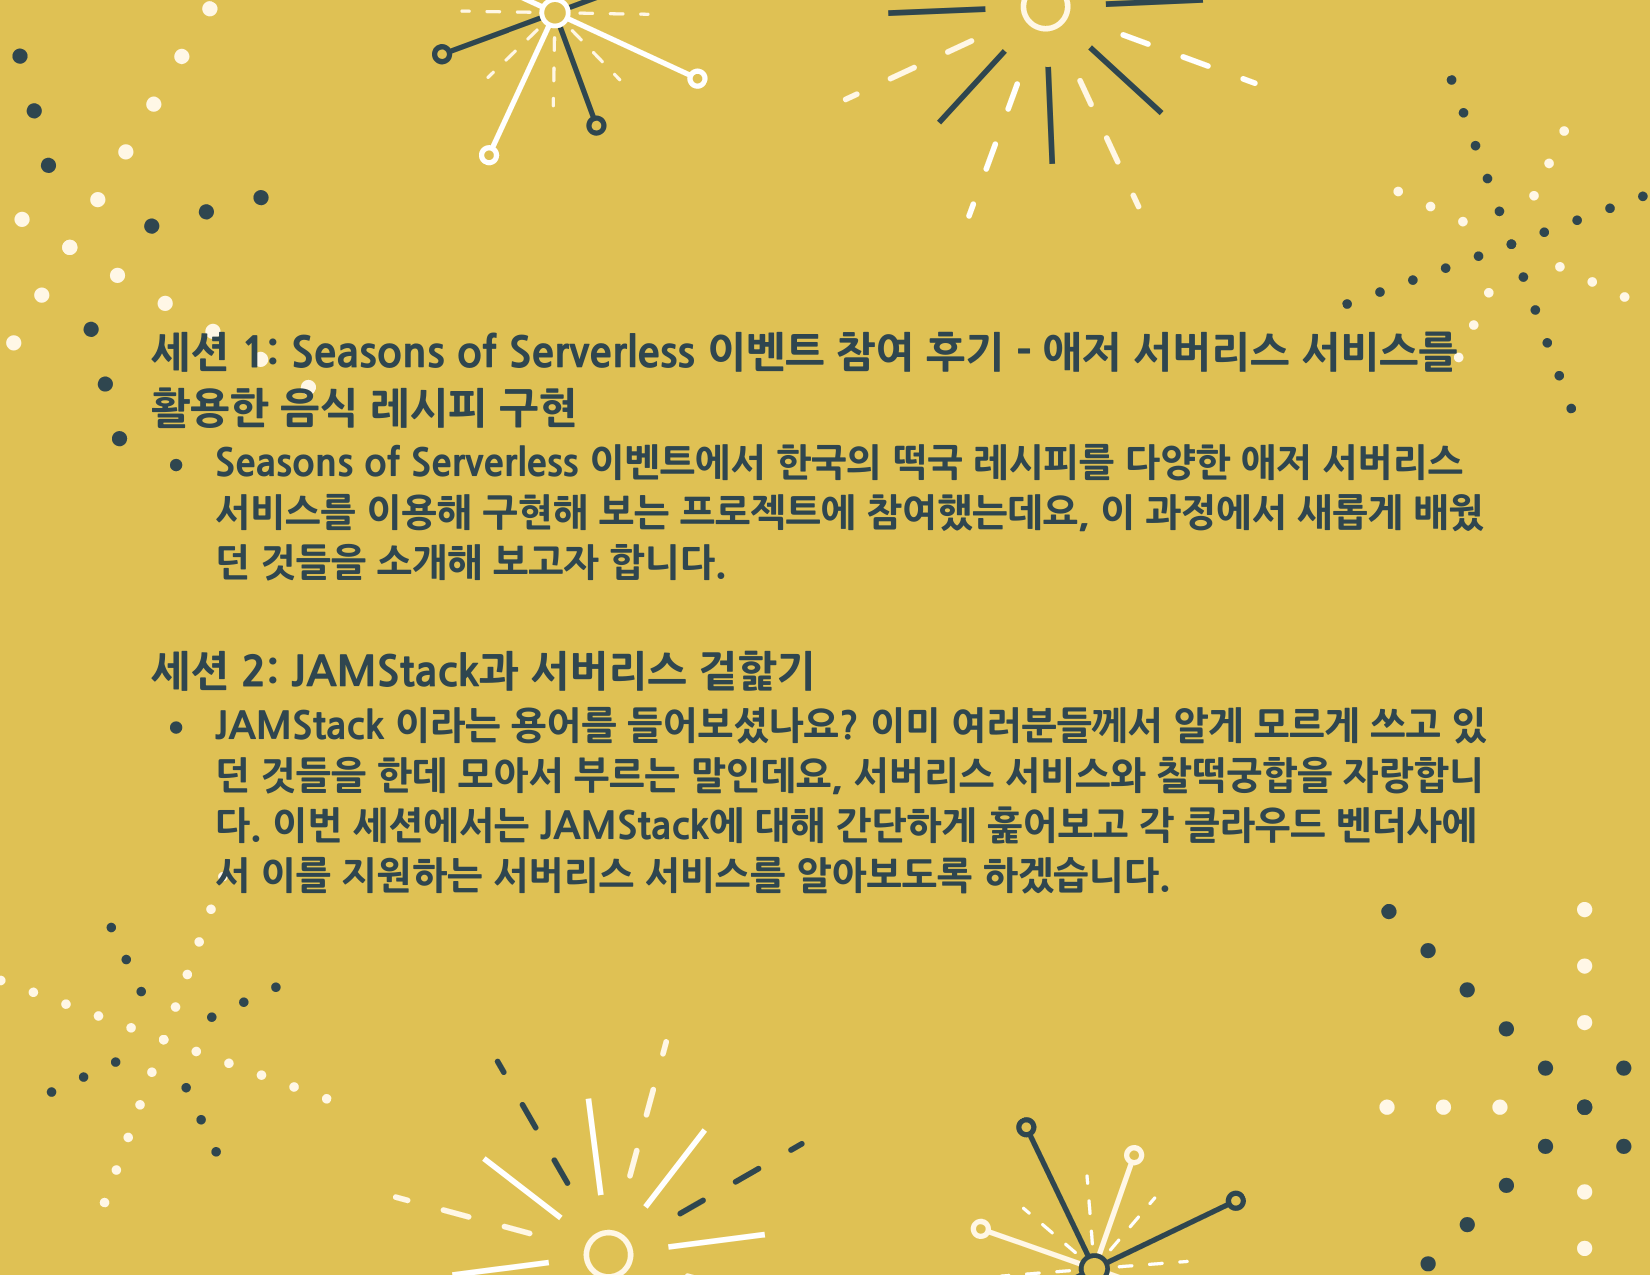 세션 1: Seasons of Serverless 이벤트 참여 후기 - 애저 서버리스 서비스를
활용한 음식 레시피 구현
• Seasons of Serverless 이벤트에서 한국의 떡국 레시피를 다양한 애저 서버리스
서비스를 이용해 구현해 보는 프로젝트에 참여했는데요, 이 과정에서 새롭게 배웠
던 것들을 소개해 보고자 합니다.
세션 2: JAMStack과 서버리스 겉핥기
• JAMStack 이라는 용어를 들어보셨나요? 이미 여러분들께서 알게 모르게 쓰고 있
던 것들을 한데 모아서 부르는 말인데요, 서버리스 서비스와 찰떡궁합을 자랑합니
다. 이번 세션에서는 JAMStack에 대해 간단하게 훑어보고 각 클라우드 벤더사에
서 이를 지원하는 서버리스 서비스를 알아보도록 하겠습니다.